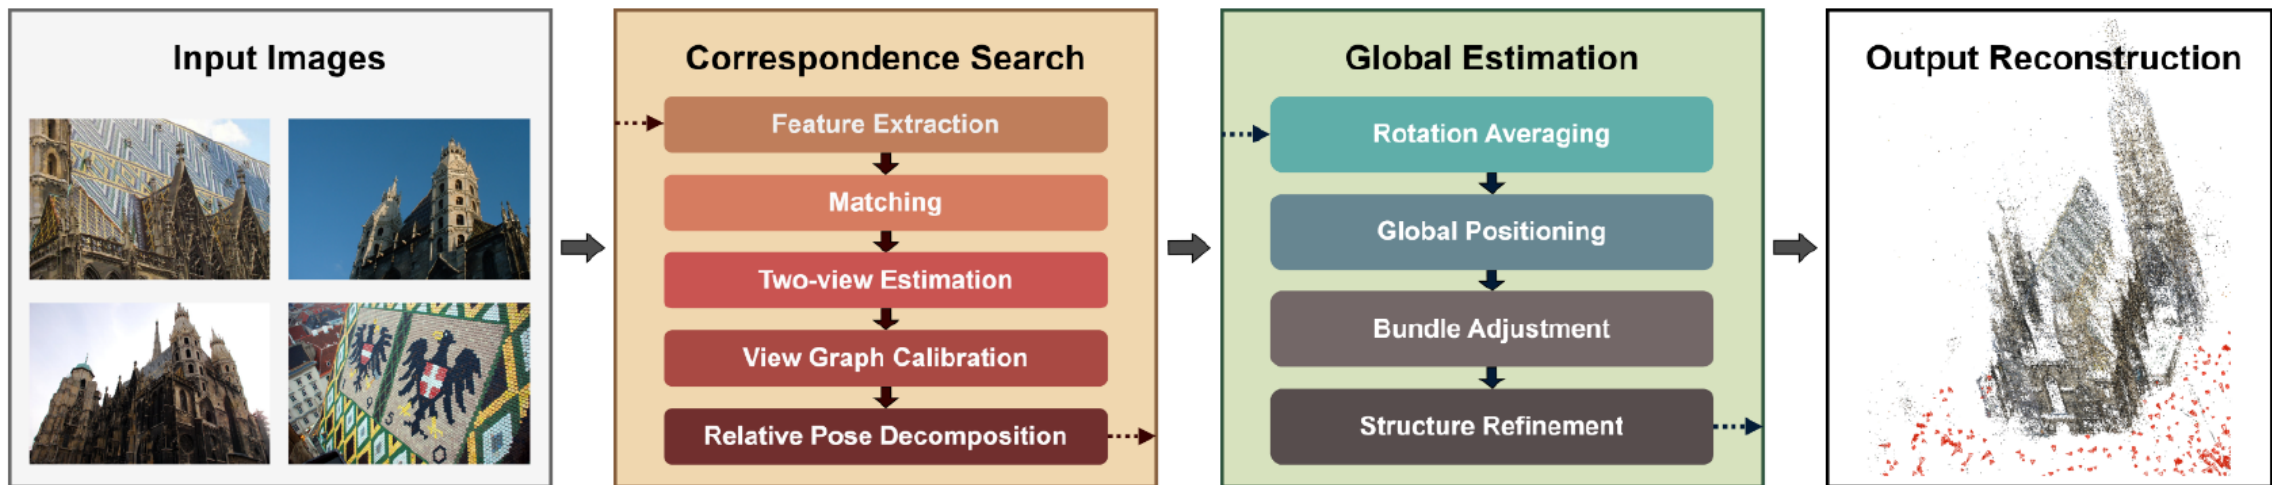 Input Images
Correspondence Search
Feature Extraction
Matching
Two-view Estimation
View Graph Calibration
Relative Pose Decomposition
Global Estimation
Rotation Averaging
Global Positioning
Bundle Adjustment
Structure Refinement
Output Reconstruction